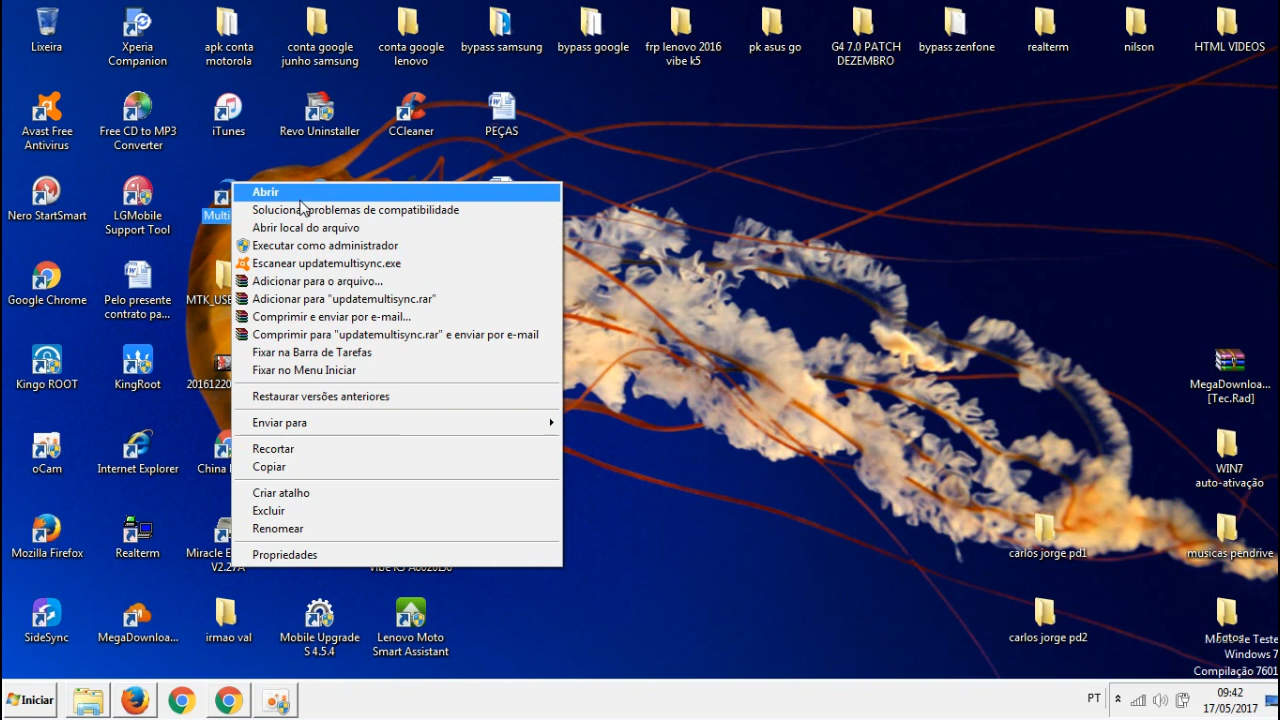 Lixeira
Xperia
Companion
apk conta
motorola
conta google
junho samsung
conta google
lenovo
bypass samsung
bypass google
frp lenovo 2016
vibe k5
pk asus go
G4 7.0 PATCH
DEZEMBRO
bypass zenfone
realterm
nilson
HTML VIDEOS
Avast Free
Antivirus
Free CD to MP3
Converter
iTunes
Revo Uninstaller
CCleaner
PEÇAS
Nero StartSmart
LGMobile
Support Tool
Multi
Google Chrome
Pelo presente
contrato pa...
MTK_USB
Kingo ROOT
KingRoot
20161220
oCam
Internet Explorer
China
Mozilla Firefox
Realterm
Miracle
V2.27A
SideSync
MegaDownloa...
irmao val
Mobile Upgrade
S 4.5.4
Lenovo Moto
Smart Assistant
Abrir
Solucionar problemas de compatibilidade
Abrir local do arquivo
Executar como administrador
Escanear updatemultisync.exe
Adicionar para o arquivo...
Adicionar para "updatemultisync.rar"
Comprimir e enviar por e-mail...
Comprimir para "updatemultisync.rar" e enviar por e-mail
Fixar na Barra de Tarefas
Fixar no Menu Iniciar
Restaurar versões anteriores
Enviar para
Recortar
Copiar
Criar atalho
Excluir
Renomear
Propriedades
MegaDownloa...
[Tec.Rad]
WIN7
auto-ativação
carlos jorge pd1
musicas pendrive
carlos jorge pd2
Fotos
Modo de Teste
Windows 7
Compilação 7601
Iniciar
PT
09:42
17/05/2017